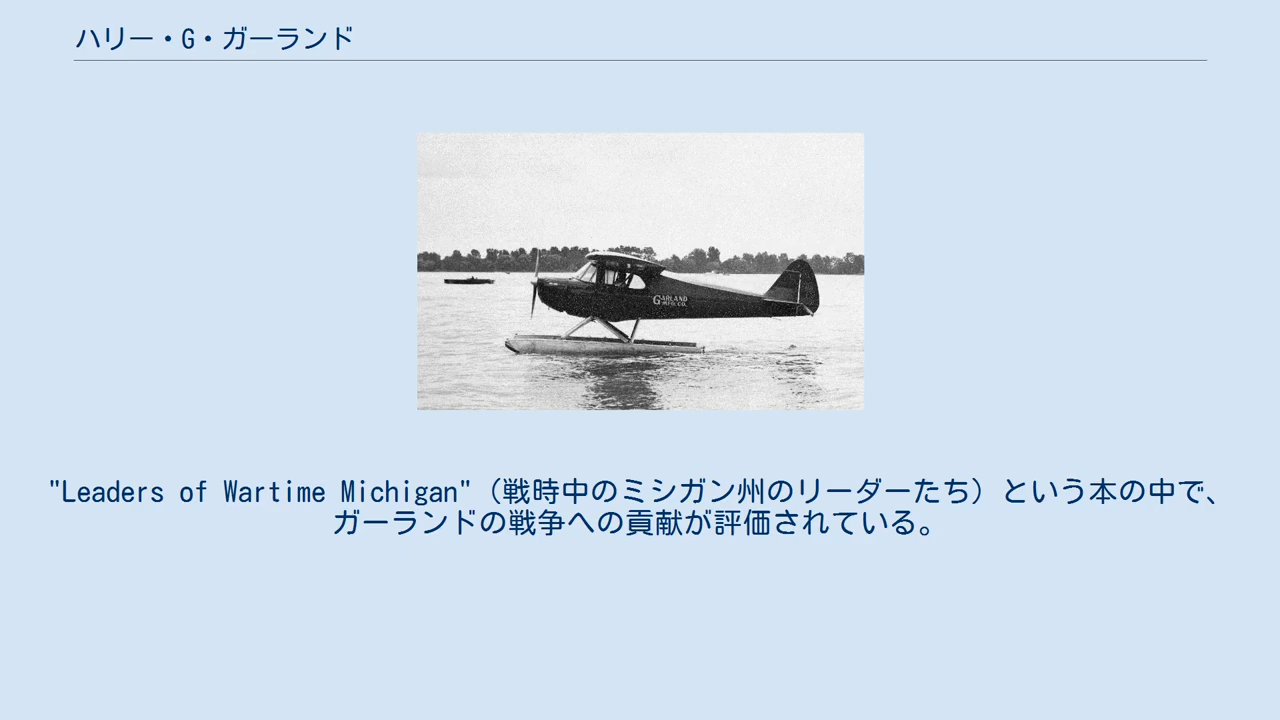 ハリー・G・ガーランド
GARLAND
MFG. CO.
"Leaders of Wartime Michigan"（戦時中のミシガン州のリーダーたち）という本の中で、
ガーランドの戦争への貢献が評価されている。